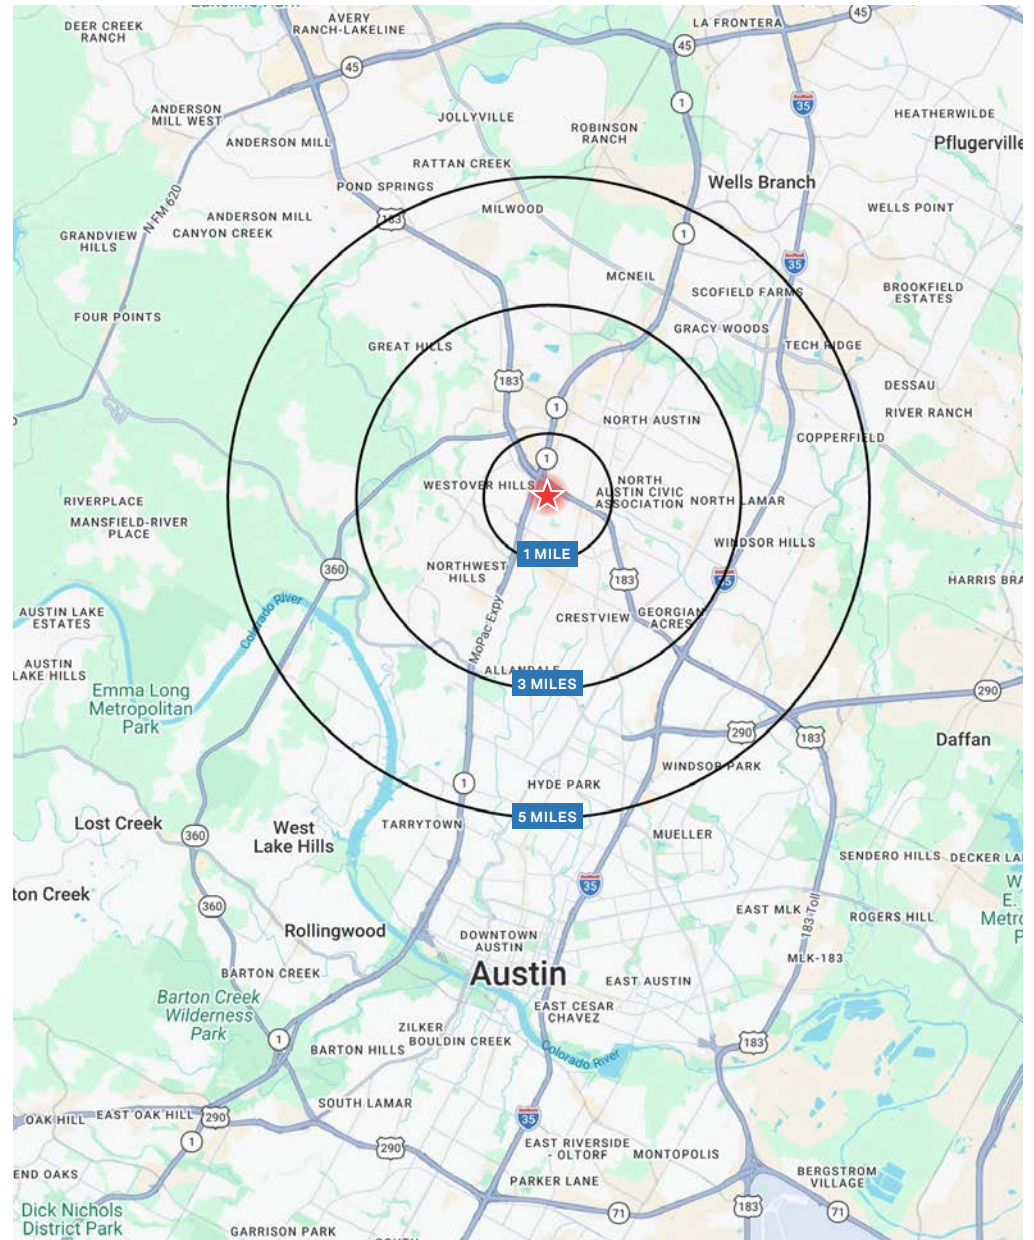 DEER CREEK
RANCH
AVERY
RANCH-LAKELINE
LA FRONTERA
45
45
45
1
35
ANDERSON
MILL WEST
JOLLYVILLE
HEATHERWILDE
ROBINSON
RANCH
ANDERSON MILL
Pflugerville
RATTAN CREEK
POND SPRINGS
Wells Branch
N FM 620
183
MILWOOD
WELLS POINT
ANDERSON MILL
CANYON CREEK
GRANDVIEW
HILLS
1
35
MCNEIL
SCOFIELD FARMS
BROOKFIELD
ESTATES
FOUR POINTS
GRACY WOODS
GREAT HILLS
TECH RIDGE
183
DESSAU
1
RIVER RANCH
NORTH AUSTIN
COPPERFIELD
1
WESTOVER HILLS
NORTH
AUSTIN CIVIC
ASSOCIATION
NORTH LAMAR
RIVERPLACE
MANSFIELD-RIVER
PLACE
WINDSOR HILLS
1 MILE
360
NORTHWEST
HILLS
183
35
HARRIS BRA
AUSTIN LAKE
ESTATES
Colorado River
CRESTVIEW
GEORGIAN
ACRES
MoPac Expy
AUSTIN
LAKE HILLS
ALLANDALE
3 MILES
Emma Long
Metropolitan
Park
290
290
183
Daffan
WINDSOR PARK
1
HYDE PARK
5 MILES
Lost Creek
360
West
Lake Hills
TARRYTOWN
MUELLER
SENDERO HILLS
DECKER LA
35
ton Creek
360
W
E.
Metro
P
EAST MLK
183 Toll
ROGERS HILL
Rollingwood
DOWNTOWN
AUSTIN
MLK-183
BARTON CREEK
Austin
EAST AUSTIN
Barton Creek
Wilderness
Park
EAST CESAR
CHAVEZ
ZILKER
BOULDIN CREEK
1
BARTON HILLS
Colorado River
183
SOUTH LAMAR
OAK HILL
EAST OAK HILL
290
35
1
290
EAST RIVERSIDE
- OLTORF
MONTOPOLIS
END OAKS
PARKER LANE
BERGSTROM
VILLAGE
Dick Nichols
District Park
71
183
71
GARRISON PARK